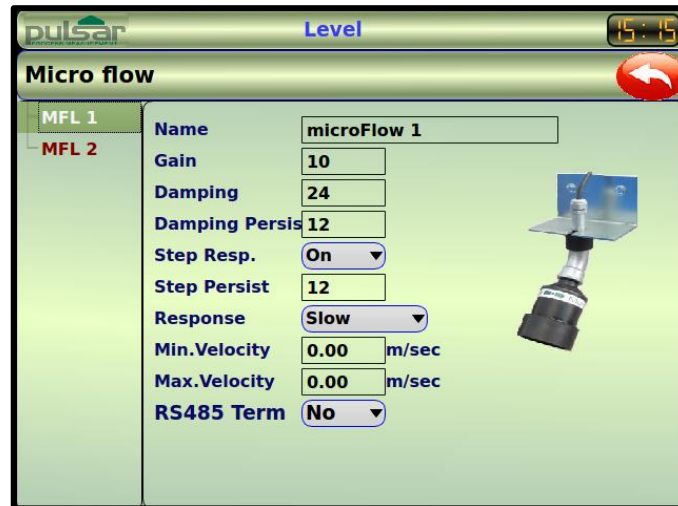 pulsar
PROCESS MEASUREMENT
Level
15:15
Micro flow
MFL 1
MFL 2
Name microFlow 1
Gain 10
Damping 24
Damping Persis 12
Step Resp. On
Step Persist 12
Response Slow
Min.Velocity 0.00 m/sec
Max.Velocity 0.00 m/sec
RS485 Term No